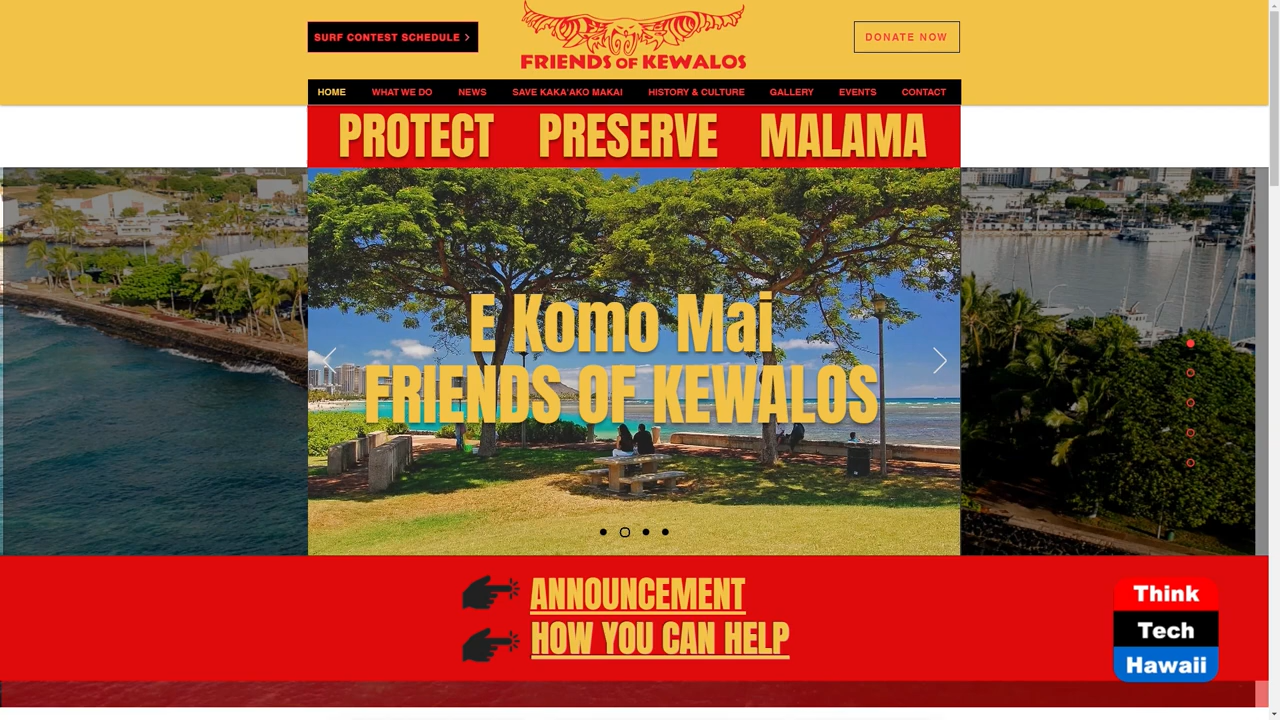 SURF CONTEST SCHEDULE
FRIENDS OF KEWALOS
DONATE NOW
HOME WHAT WE DO NEWS SAVE KAKA'AKO MAKAI HISTORY & CULTURE GALLERY EVENTS CONTACT
PROTECT PRESERVE MALAMA
E Komo Mai
FRIENDS OF KEWALOS
ANNOUNCEMENT
HOW YOU CAN HELP
Think
Tech
Hawaii